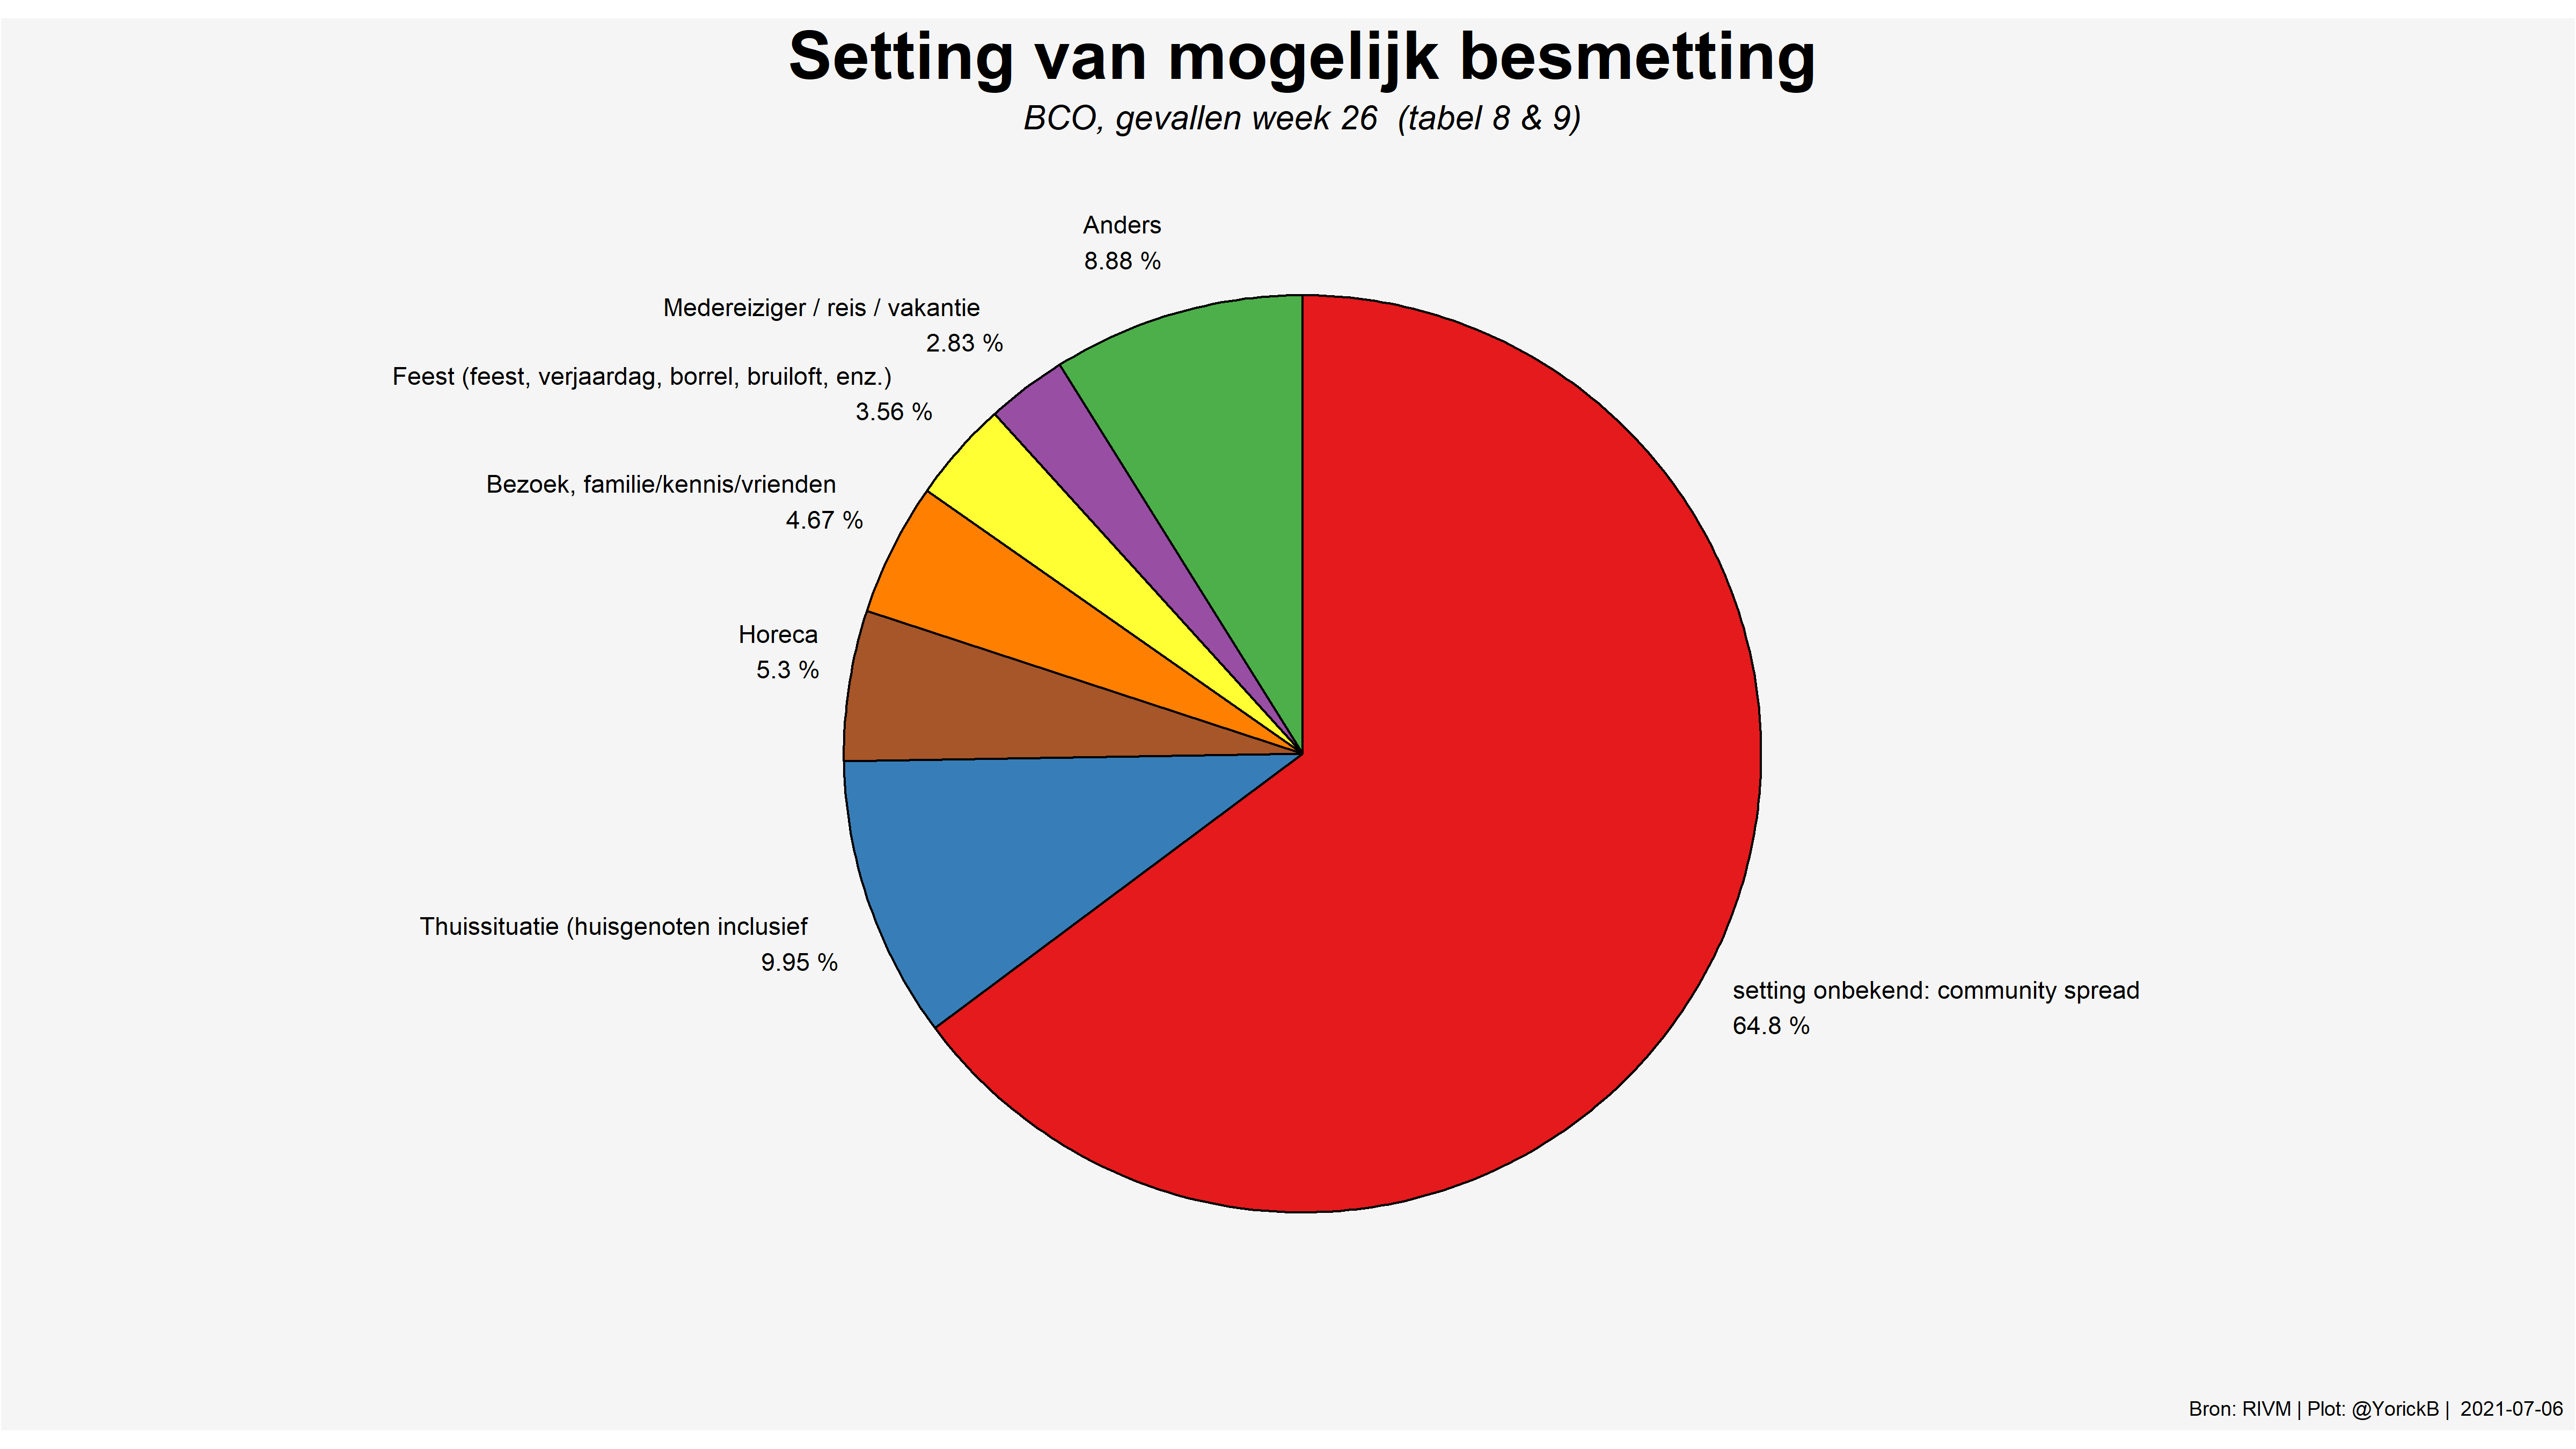 Setting van mogelijk besmetting
BCO, gevallen week 26  (tabel 8 & 9)
Anders
8.88 %
Medereiziger / reis / vakantie
2.83 %
Feest (feest, verjaardag, borrel, bruiloft, enz.)
3.56 %
Bezoek, familie/kennis/vrienden
4.67 %
Horeca
5.3 %
Thuissituatie (huisgenoten inclusief
9.95 %
setting onbekend: community spread
64.8 %
Bron: RIVM | Plot: @YorickB |  2021-07-06